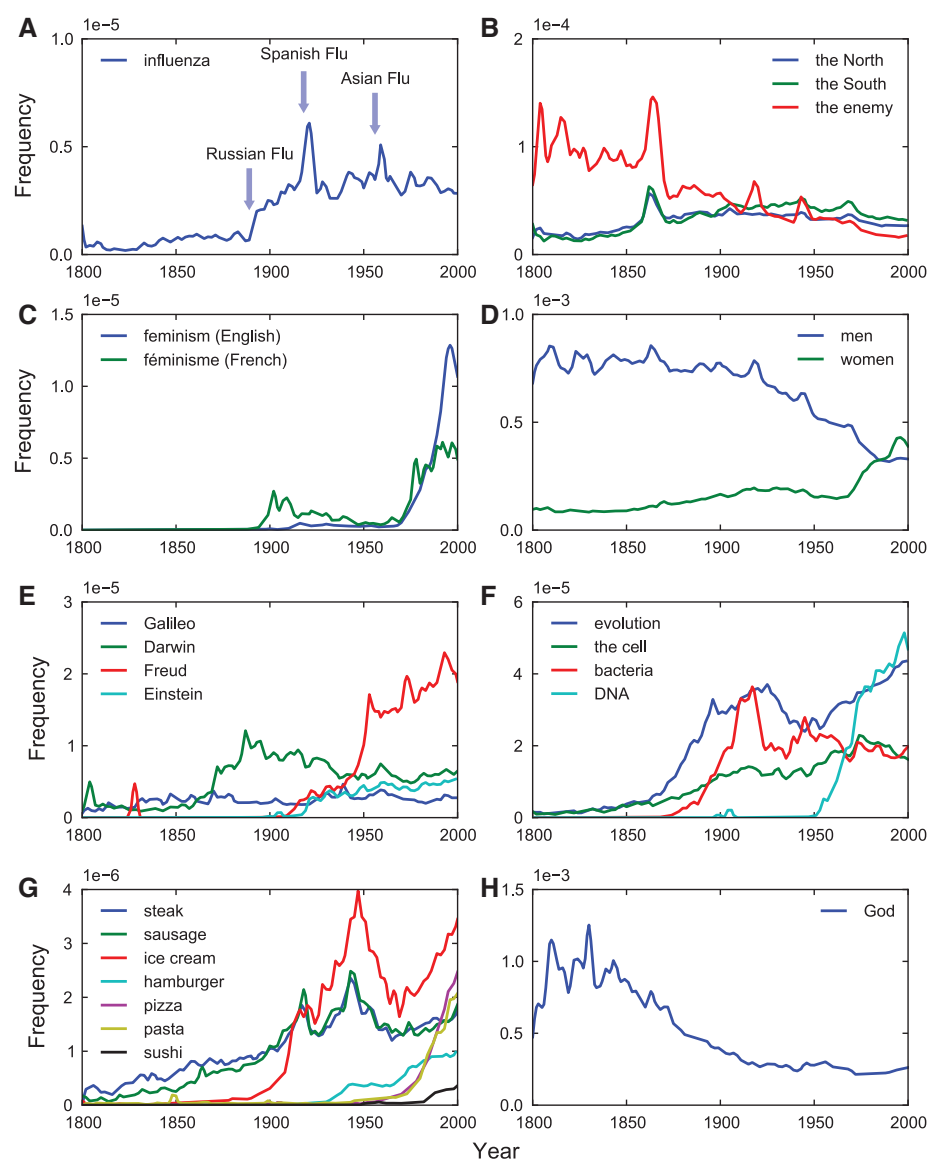 A
1e-5
1.0
0.5
0.0
Frequency
influenza
Russian Flu
Spanish Flu
Asian Flu
1800
1850
1900
1950
2000
B
1e-4
2
1
0
the North
the South
the enemy
1800
1850
1900
1950
2000
C
1e-5
1.5
1.0
0.5
0.0
Frequency
feminism (English)
féminisme (French)
1800
1850
1900
1950
2000
D
1e-3
1.0
0.5
0.0
men
women
1800
1850
1900
1950
2000
E
1e-5
3
2
1
0
Frequency
Galileo
Darwin
Freud
Einstein
1800
1850
1900
1950
2000
F
1e-5
6
4
2
0
evolution
the cell
bacteria
DNA
1800
1850
1900
1950
2000
G
1e-6
4
3
2
1
0
Frequency
steak
sausage
ice cream
hamburger
pizza
pasta
sushi
1800
1850
1900
1950
2000
H
1e-3
1.5
1.0
0.5
0.0
God
1800
1850
1900
1950
2000
Year